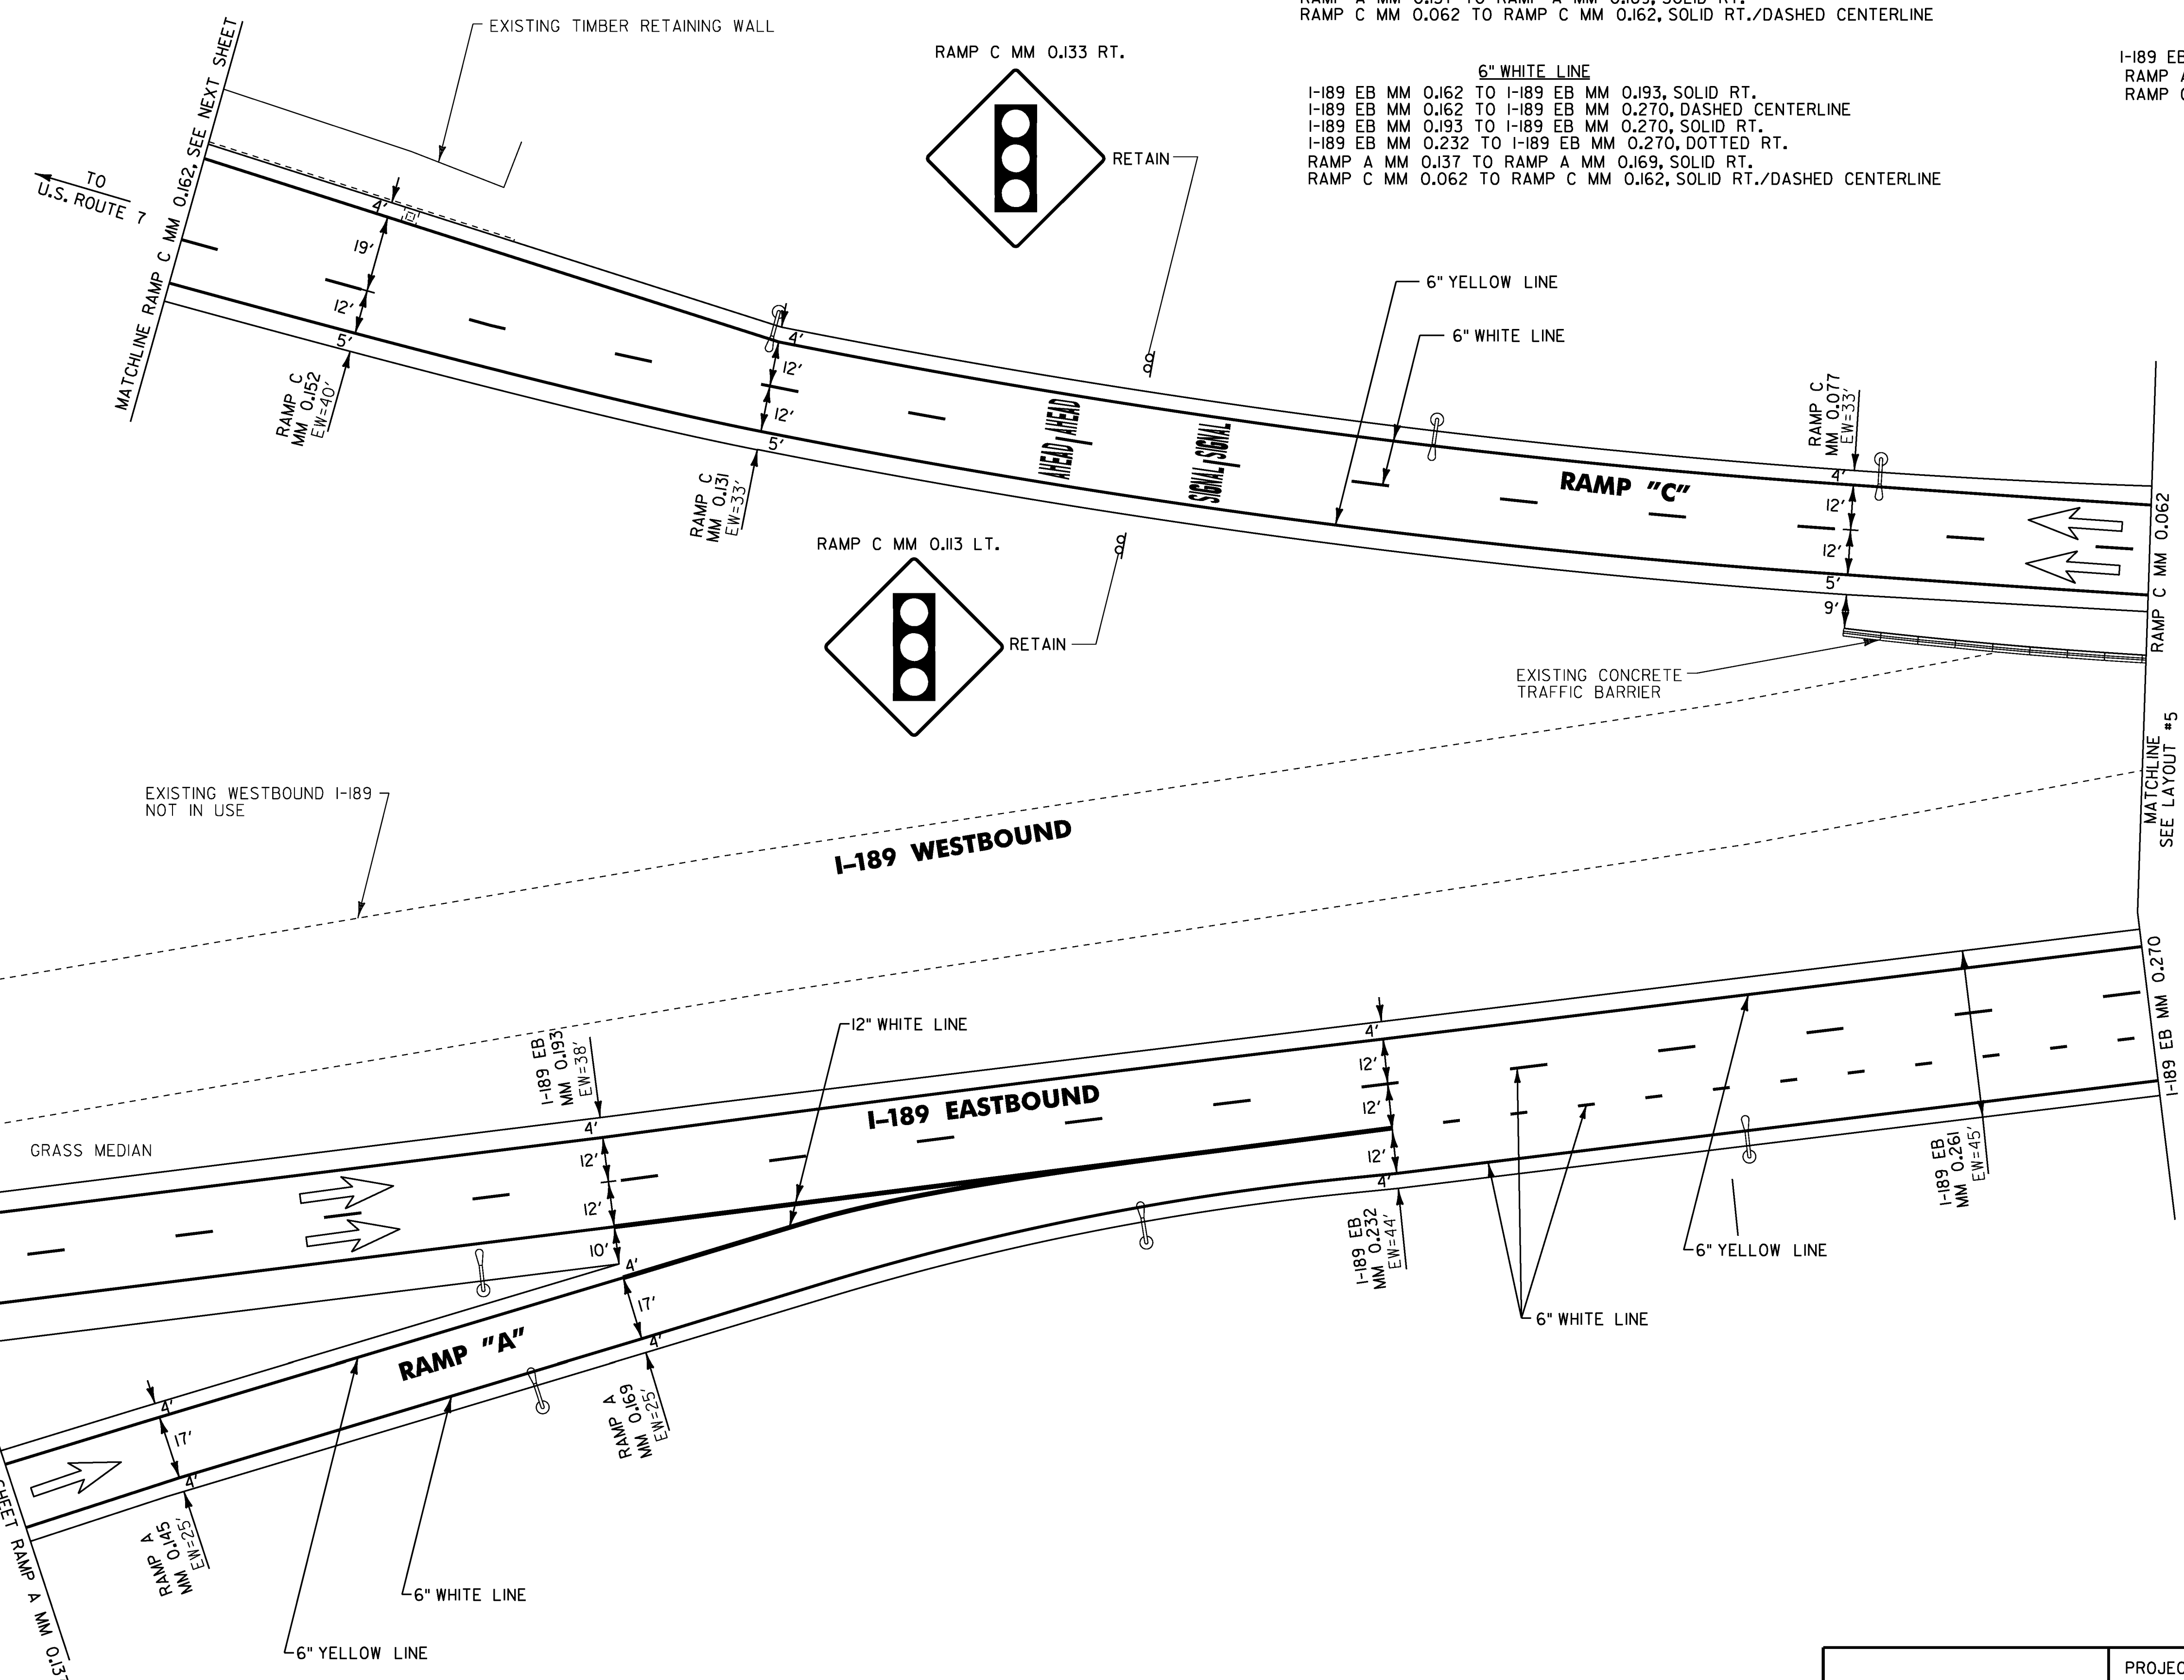 RAMP C MM 0.062 TO RAMP C MM 0.162, SOLID RT./DASHED CENTERLINE
EXISTING TIMBER RETAINING WALL
RAMP C MM 0.133 RT.
RETAIN
6" WHITE LINE
I-189 EB MM 0.162 TO I-189 EB MM 0.193, SOLID RT.
I-189 EB MM 0.162 TO I-189 EB MM 0.270, DASHED CENTERLINE
I-189 EB MM 0.193 TO I-189 EB MM 0.270, SOLID RT.
I-189 EB MM 0.232 TO I-189 EB MM 0.270, DOTTED RT.
RAMP A MM 0.137 TO RAMP A MM 0.169, SOLID RT.
RAMP C MM 0.062 TO RAMP C MM 0.162, SOLID RT./DASHED CENTERLINE
I-189 EB
RAMP
RAMP
TO
U.S. ROUTE 7
MATCHLINE RAMP C MM 0.162, SEE NEXT SHEET
4'
19'
12'
5'
RAMP C
MM 0.152
EW=40'
4'
12'
12'
5'
RAMP C
MM 0.131
EW=33'
AHEAD AHEAD
SIGNAL SIGNAL
6" YELLOW LINE
6" WHITE LINE
RAMP "C"
RAMP C
MM 0.077
EW=33'
4'
12'
12'
5'
9'
RAMP C MM 0.062
RAMP C MM 0.113 LT.
RETAIN
EXISTING CONCRETE
TRAFFIC BARRIER
MATCHLINE
SEE LAYOUT #5
EXISTING WESTBOUND I-189
NOT IN USE
I-189 WESTBOUND
12" WHITE LINE
I-189 EB
MM 0.193
EW=38'
4'
12'
12'
10'
GRASS MEDIAN
I-189 EASTBOUND
4'
12'
12'
12'
4'
I-189 EB
MM 0.232
EW=44'
I-189 EB MM 0.270
I-189 EB
MM 0.261
EW=45'
6" YELLOW LINE
6" WHITE LINE
4'
17'
4'
RAMP A
MM 0.169
EW=25'
RAMP "A"
4'
17'
4'
RAMP A
MM 0.145
EW=25'
SHEET RAMP A MM 0.137
6" WHITE LINE
6" YELLOW LINE